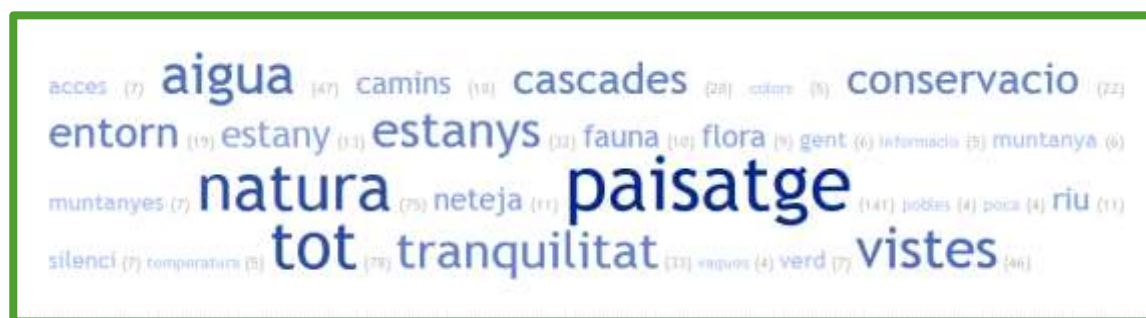 acces (7) aigua (47) camins (18) cascades (28) colors (5) conservacio (22)
entorn (19) estany (13) estanys (32) fauna (10) flora (9) gent (6) informacio (5) muntanya (6)
muntanyes (7) natura (75) neteja (11) paisatge (141) pobles (4) poca (4) riu (11)
silenci (7) temperatura (5) tot (78) tranquilitat (33) vaques (4) verd (7) vistes (46)